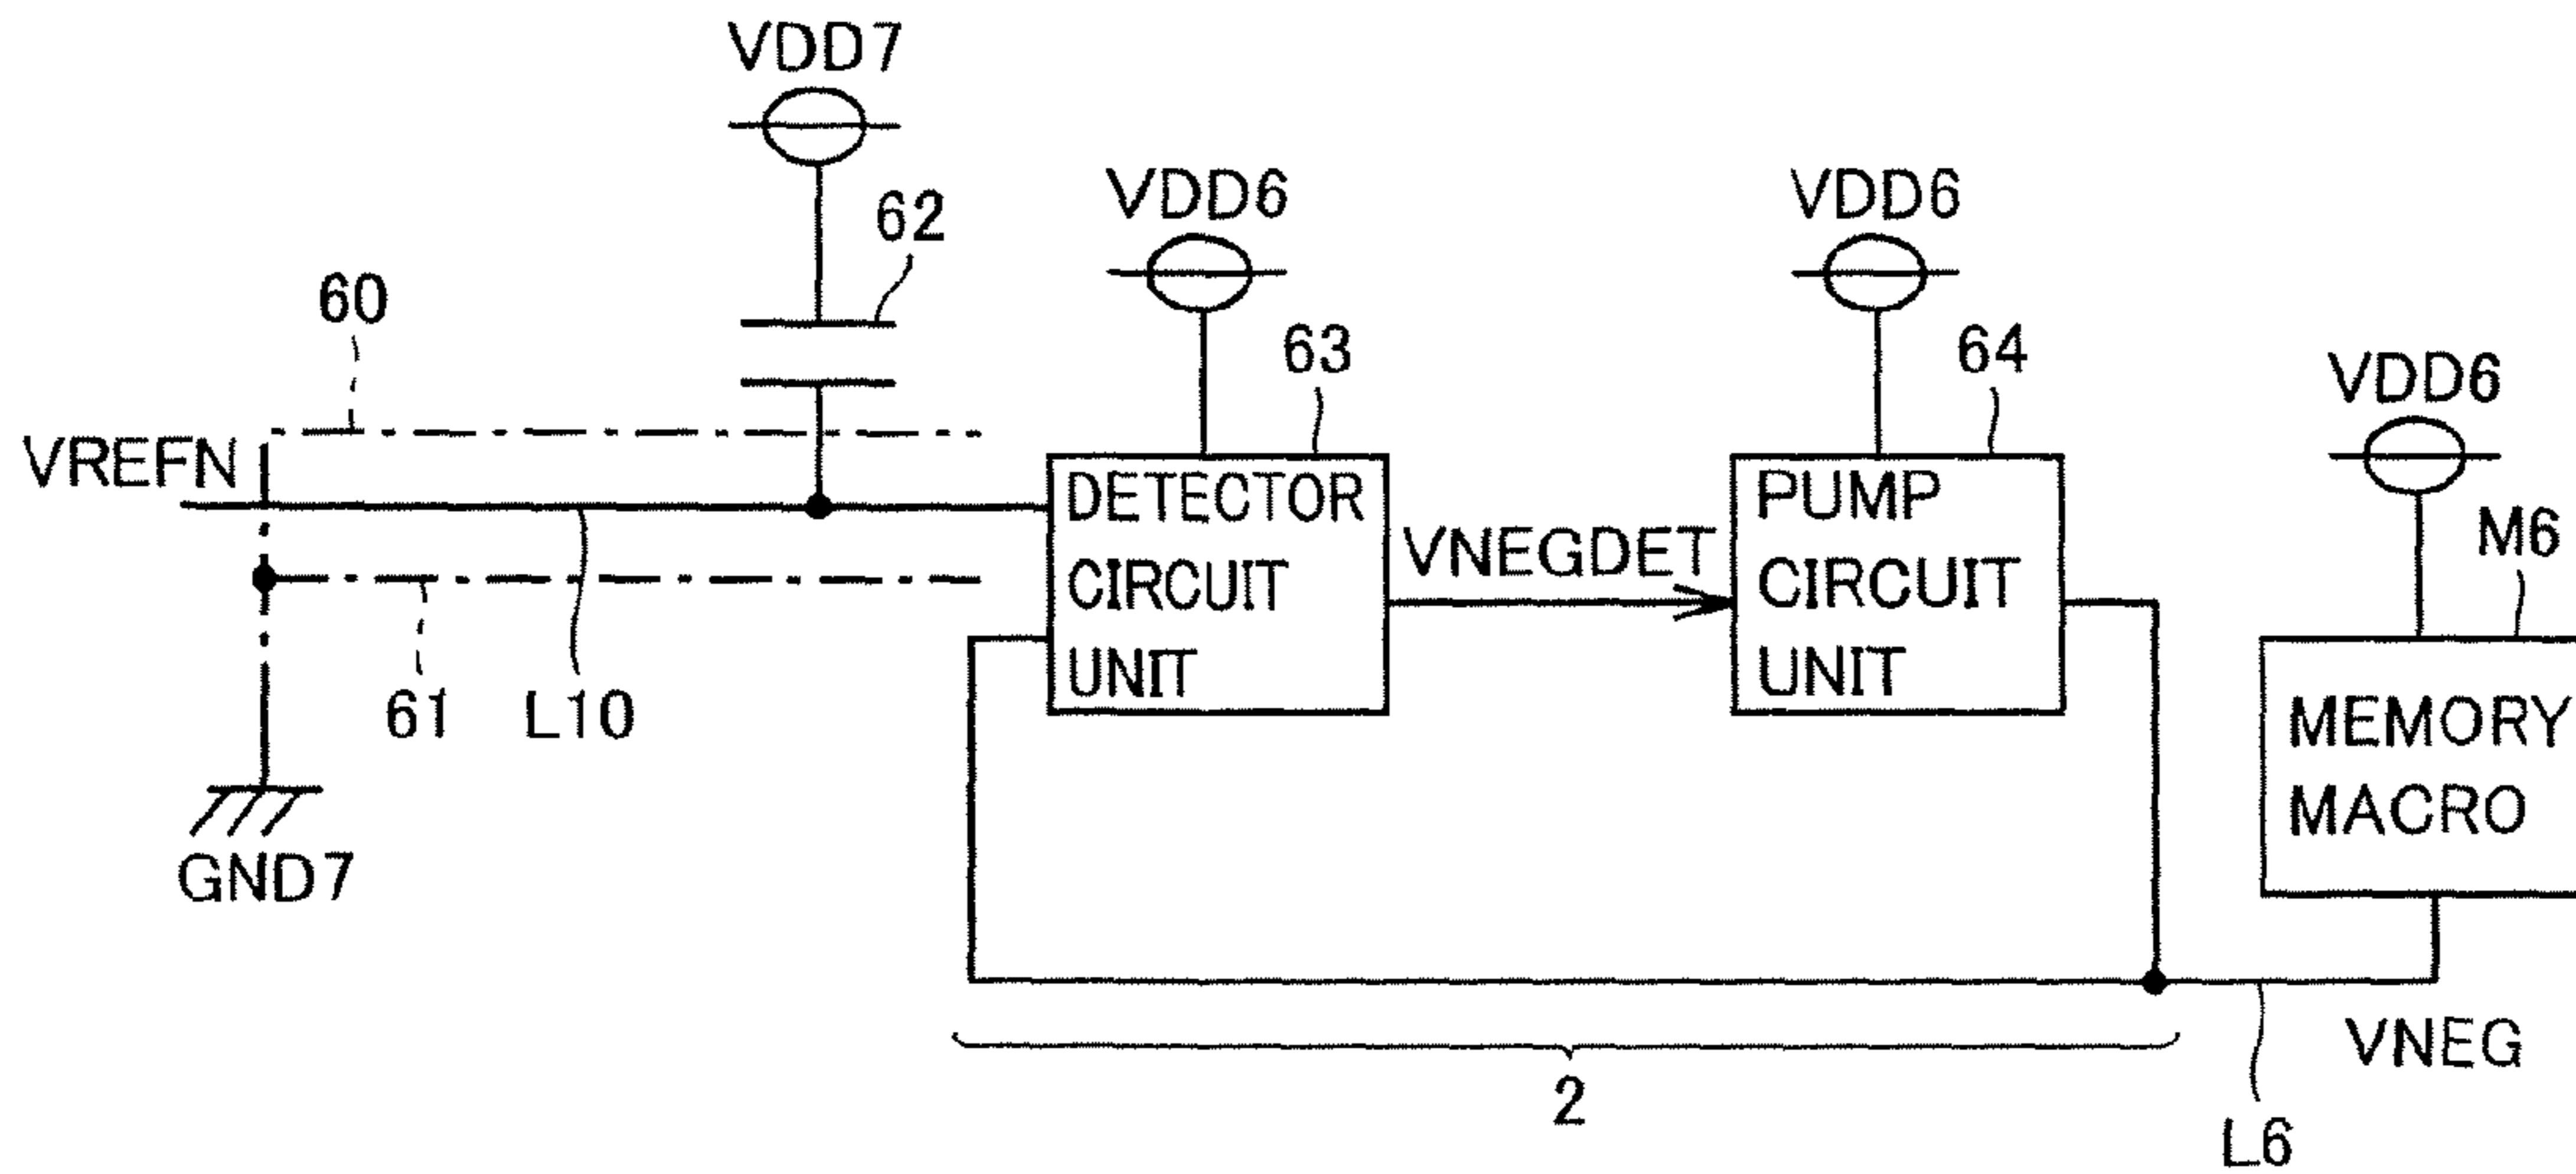 VDD7
62
VDD6
VDD6
60
63
64
VDD6
VREFN
DETECTOR
CIRCUIT
UNIT
VNEGDET
PUMP
CIRCUIT
UNIT
M6
MEMORY
MACRO
61
L10
GND7
2
VNEG
L6